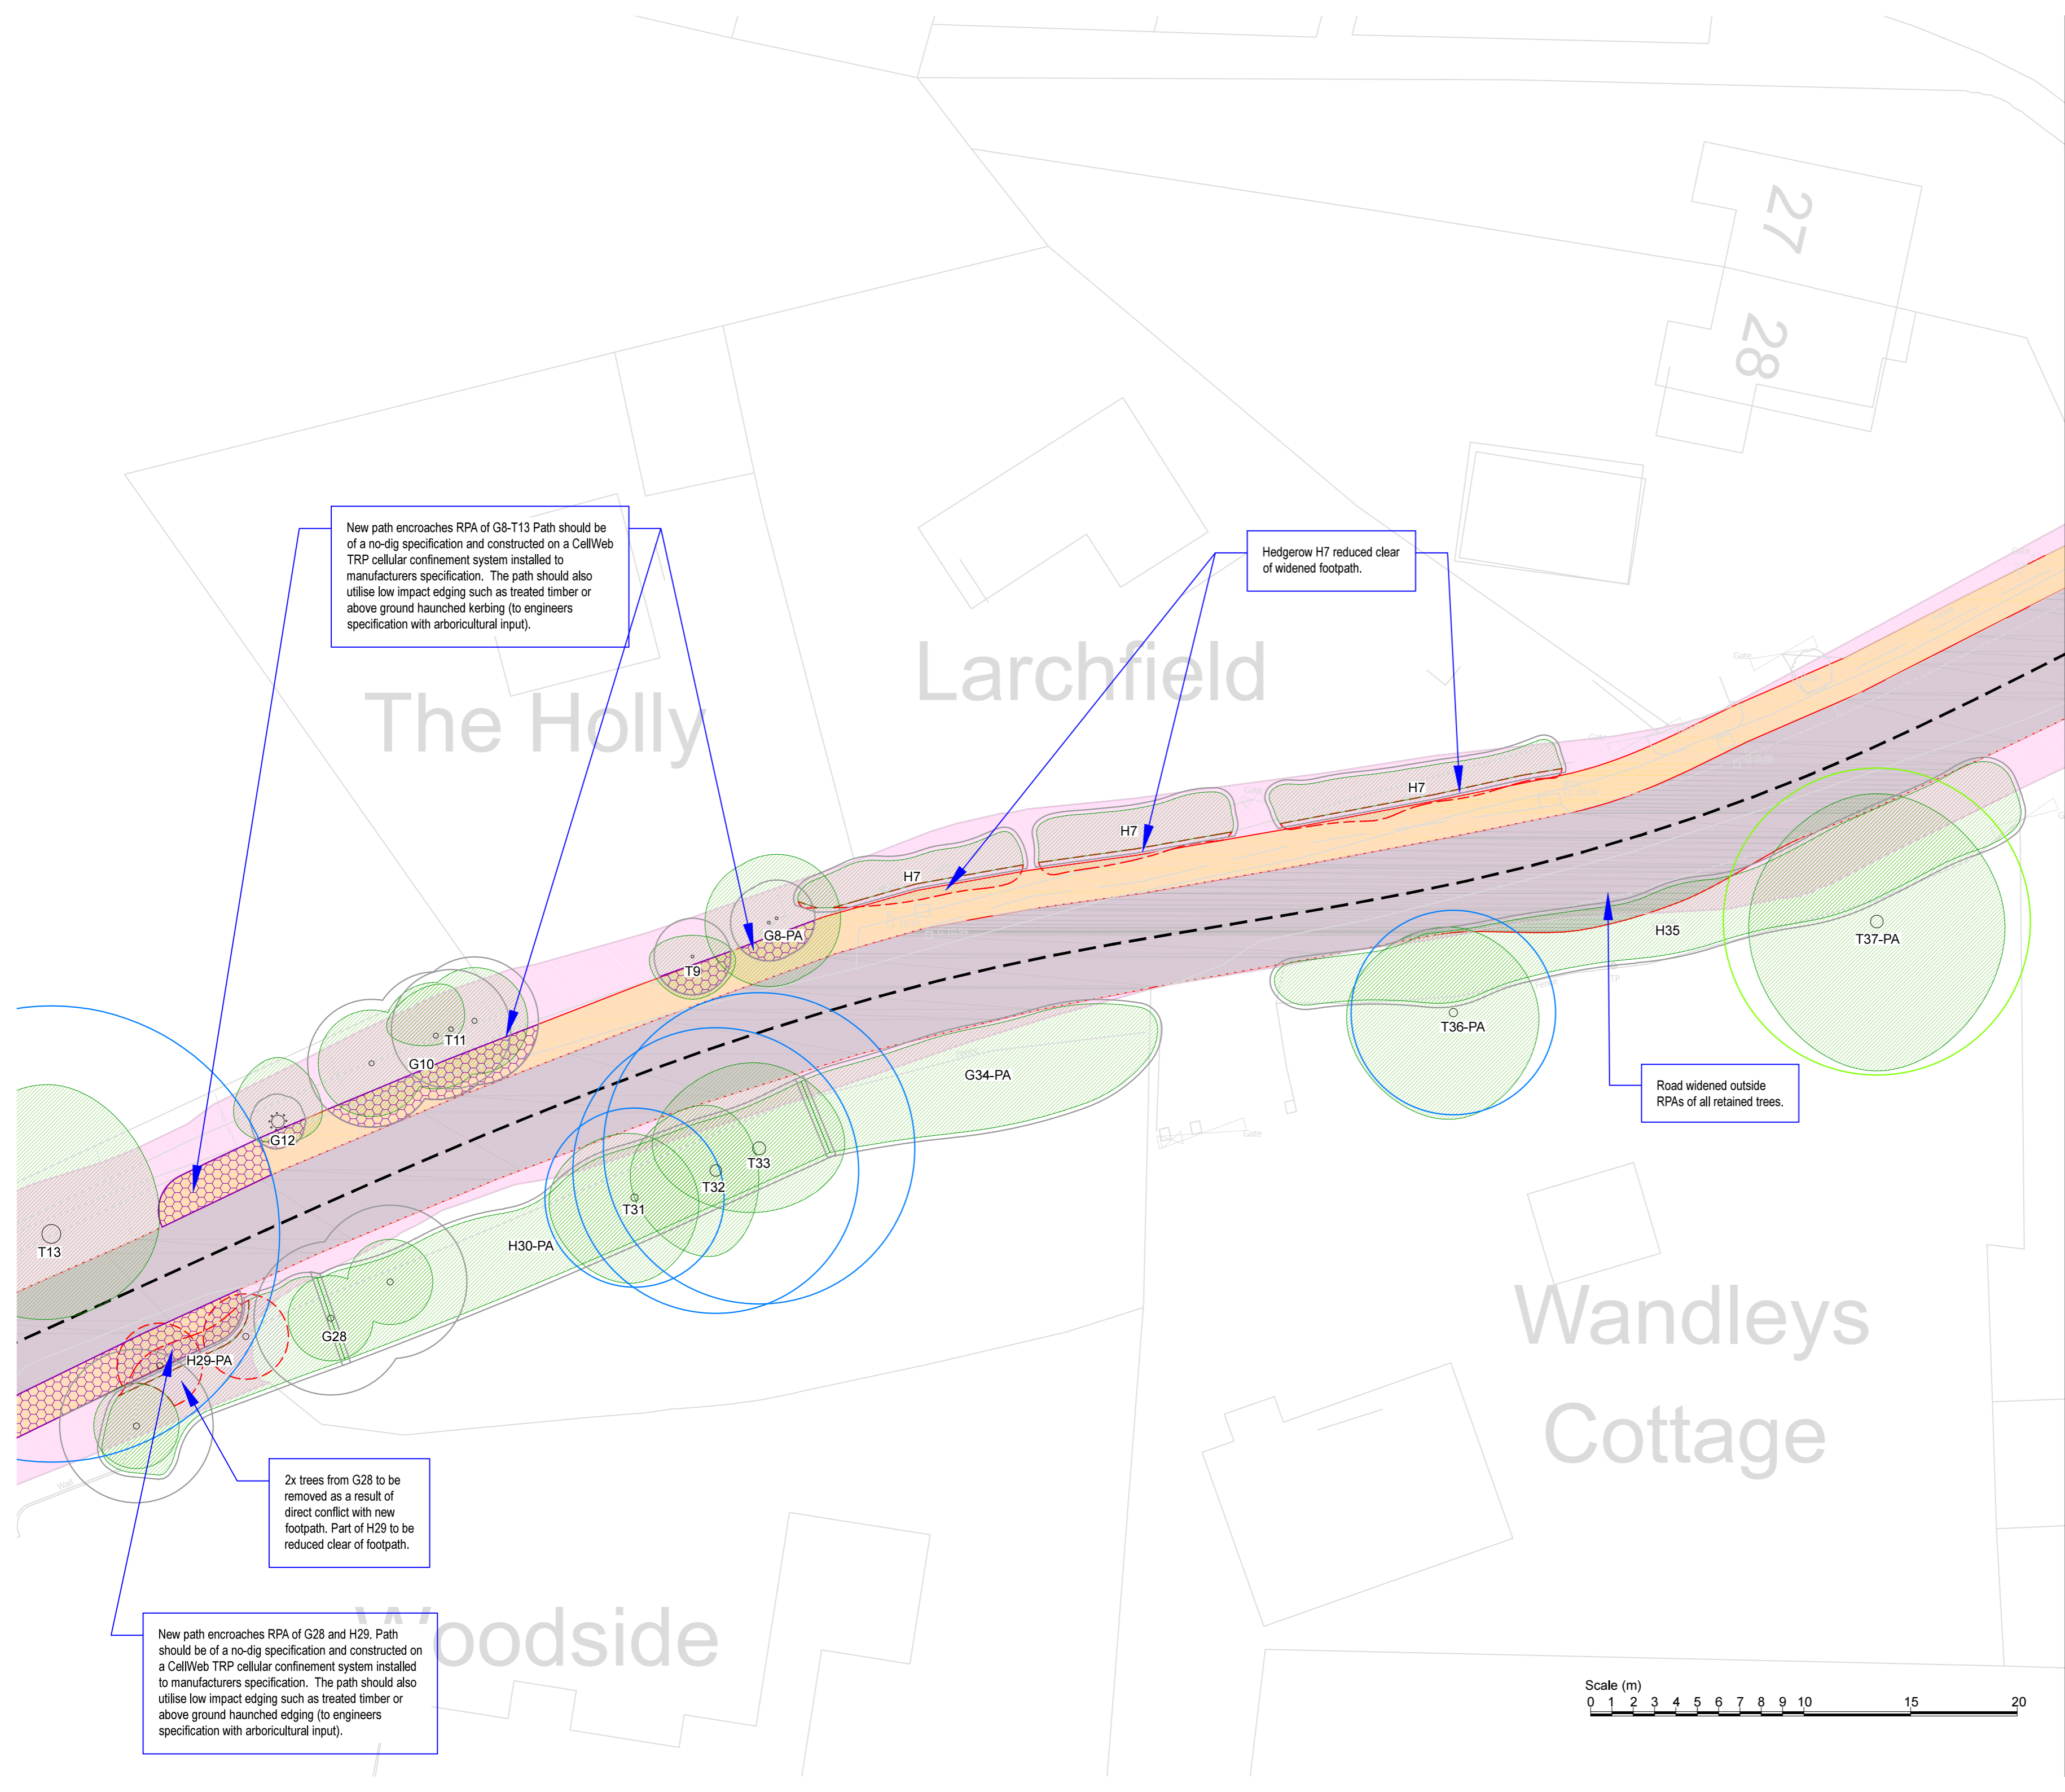 27
28
New path encroaches RPA of G8-T13 Path should be
of a no-dig specification and constructed on a CellWeb
TRP cellular confinement system installed to
manufacturers specification.  The path should also
utilise low impact edging such as treated timber or
above ground haunched kerbing (to engineers
specification with arboricultural input).
Hedgerow H7 reduced clear
of widened footpath.
Larchfield
The Holly
Gate
Gate
Gate
Gate
H7
H7
H7
G8-PA
T9
T11
G10
G12
T13
H35
T37-PA
T36-PA
TP
G34-PA
Road widened outside
RPAs of all retained trees.
Gate
T33
T32
T31
H30-PA
G28
H29-PA
Wandleys
Cottage
Wall
2x trees from G28 to be
removed as a result of
direct conflict with new
footpath. Part of H29 to be
reduced clear of footpath.
Woodside
New path encroaches RPA of G28 and H29. Path
should be of a no-dig specification and constructed on
a CellWeb TRP cellular confinement system installed
to manufacturers specification.  The path should also
utilise low impact edging such as treated timber or
above ground haunched edging (to engineers
specification with arboricultural input).
Scale (m)
0 1 2 3 4 5 6 7 8 9 10 15 20